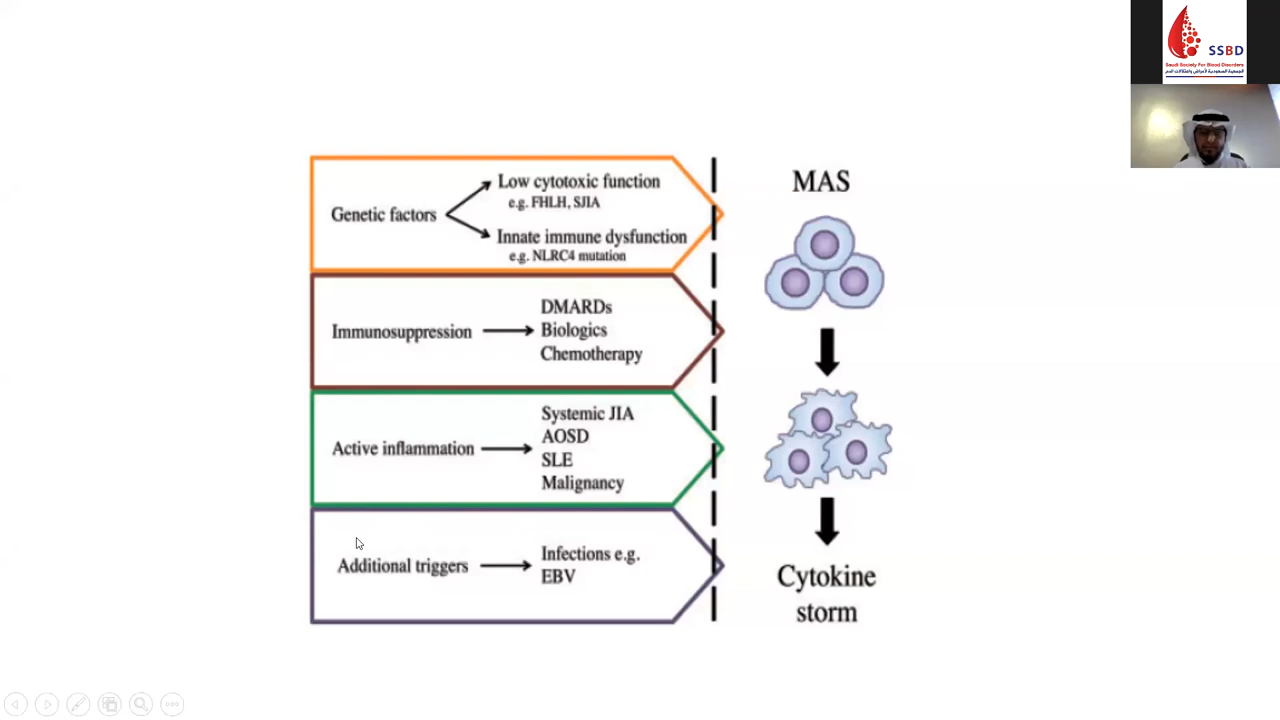 SSBD
Saudi Society For Blood Disorders
الجمعية السعودية لأمراض واعتلالات الدم
Genetic factors
Low cytotoxic function
e.g. FHLH, SJIA
Innate immune dysfunction
e.g. NLRC4 mutation
Immunosuppression
DMARDs
Biologics
Chemotherapy
Active inflammation
Systemic JIA
AOSD
SLE
Malignancy
Additional triggers
Infections e.g.
EBV
MAS
Cytokine
storm